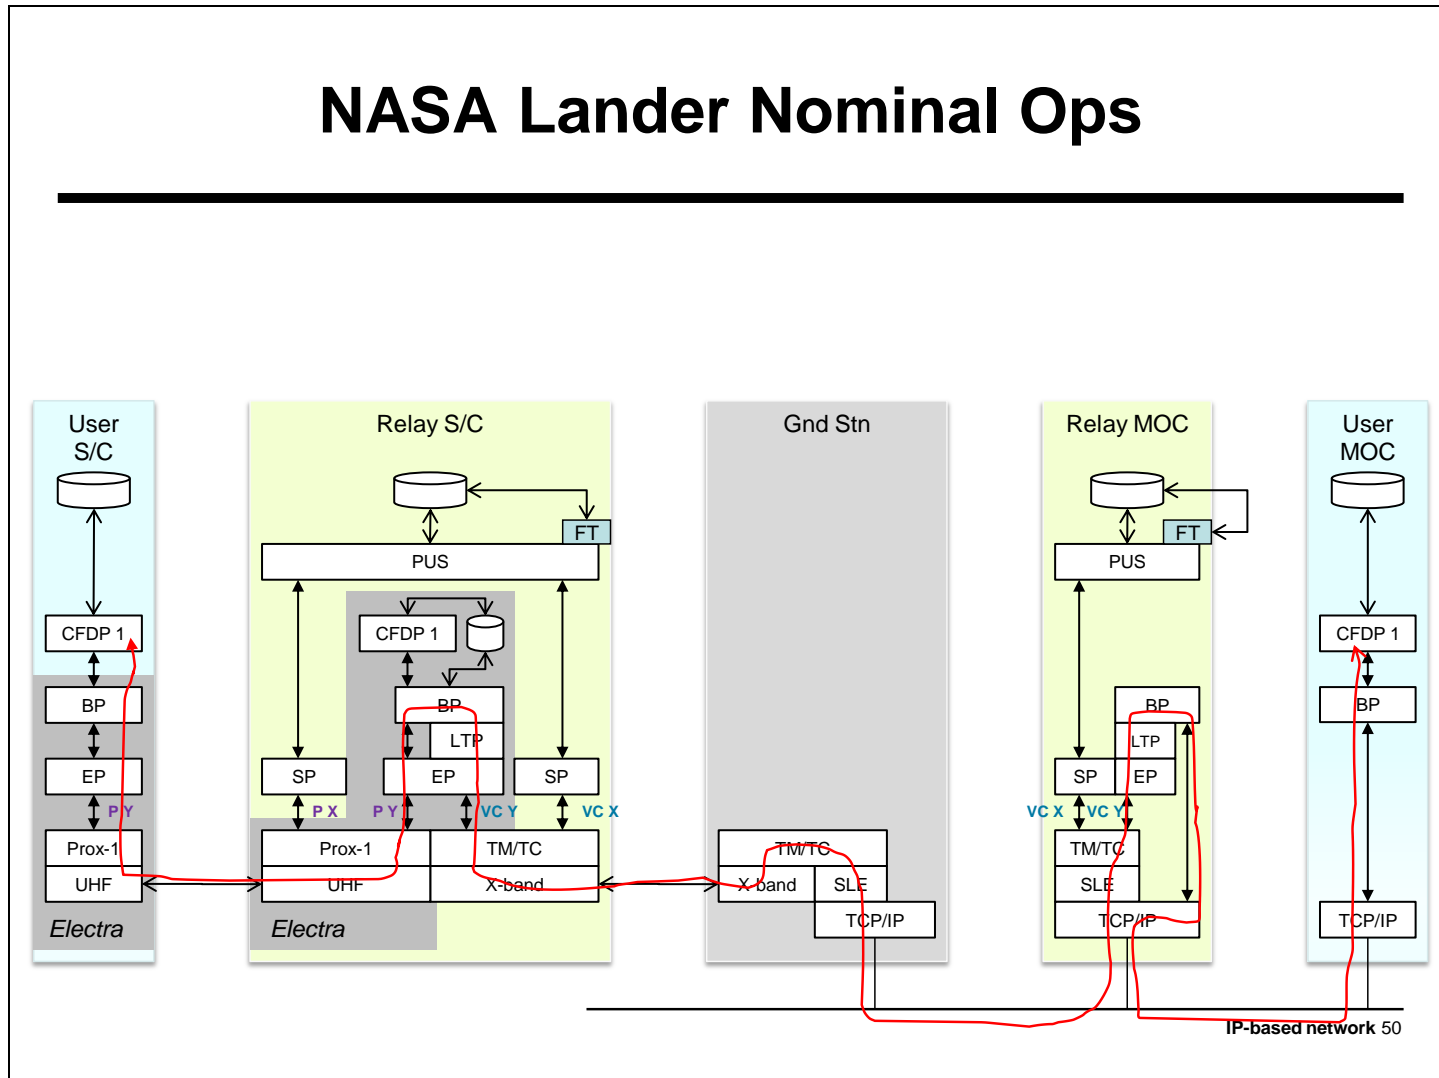 NASA Lander Nominal Ops
User
S/C
CFDP 1
BP
EP
P Y
Prox-1
UHF
Electra
Relay S/C
FT
PUS
CFDP 1
BP
LTP
SP
EP
SP
P X
P Y
VC Y
VC X
Prox-1
TM/TC
UHF
X-band
Electra
Gnd Stn
TM/TC
X-band
SLE
TCP/IP
Relay MOC
FT
PUS
BP
LTP
SP
EP
VC X
VC Y
TM/TC
SLE
TCP/IP
User
MOC
CFDP 1
BP
TCP/IP
IP-based network 50